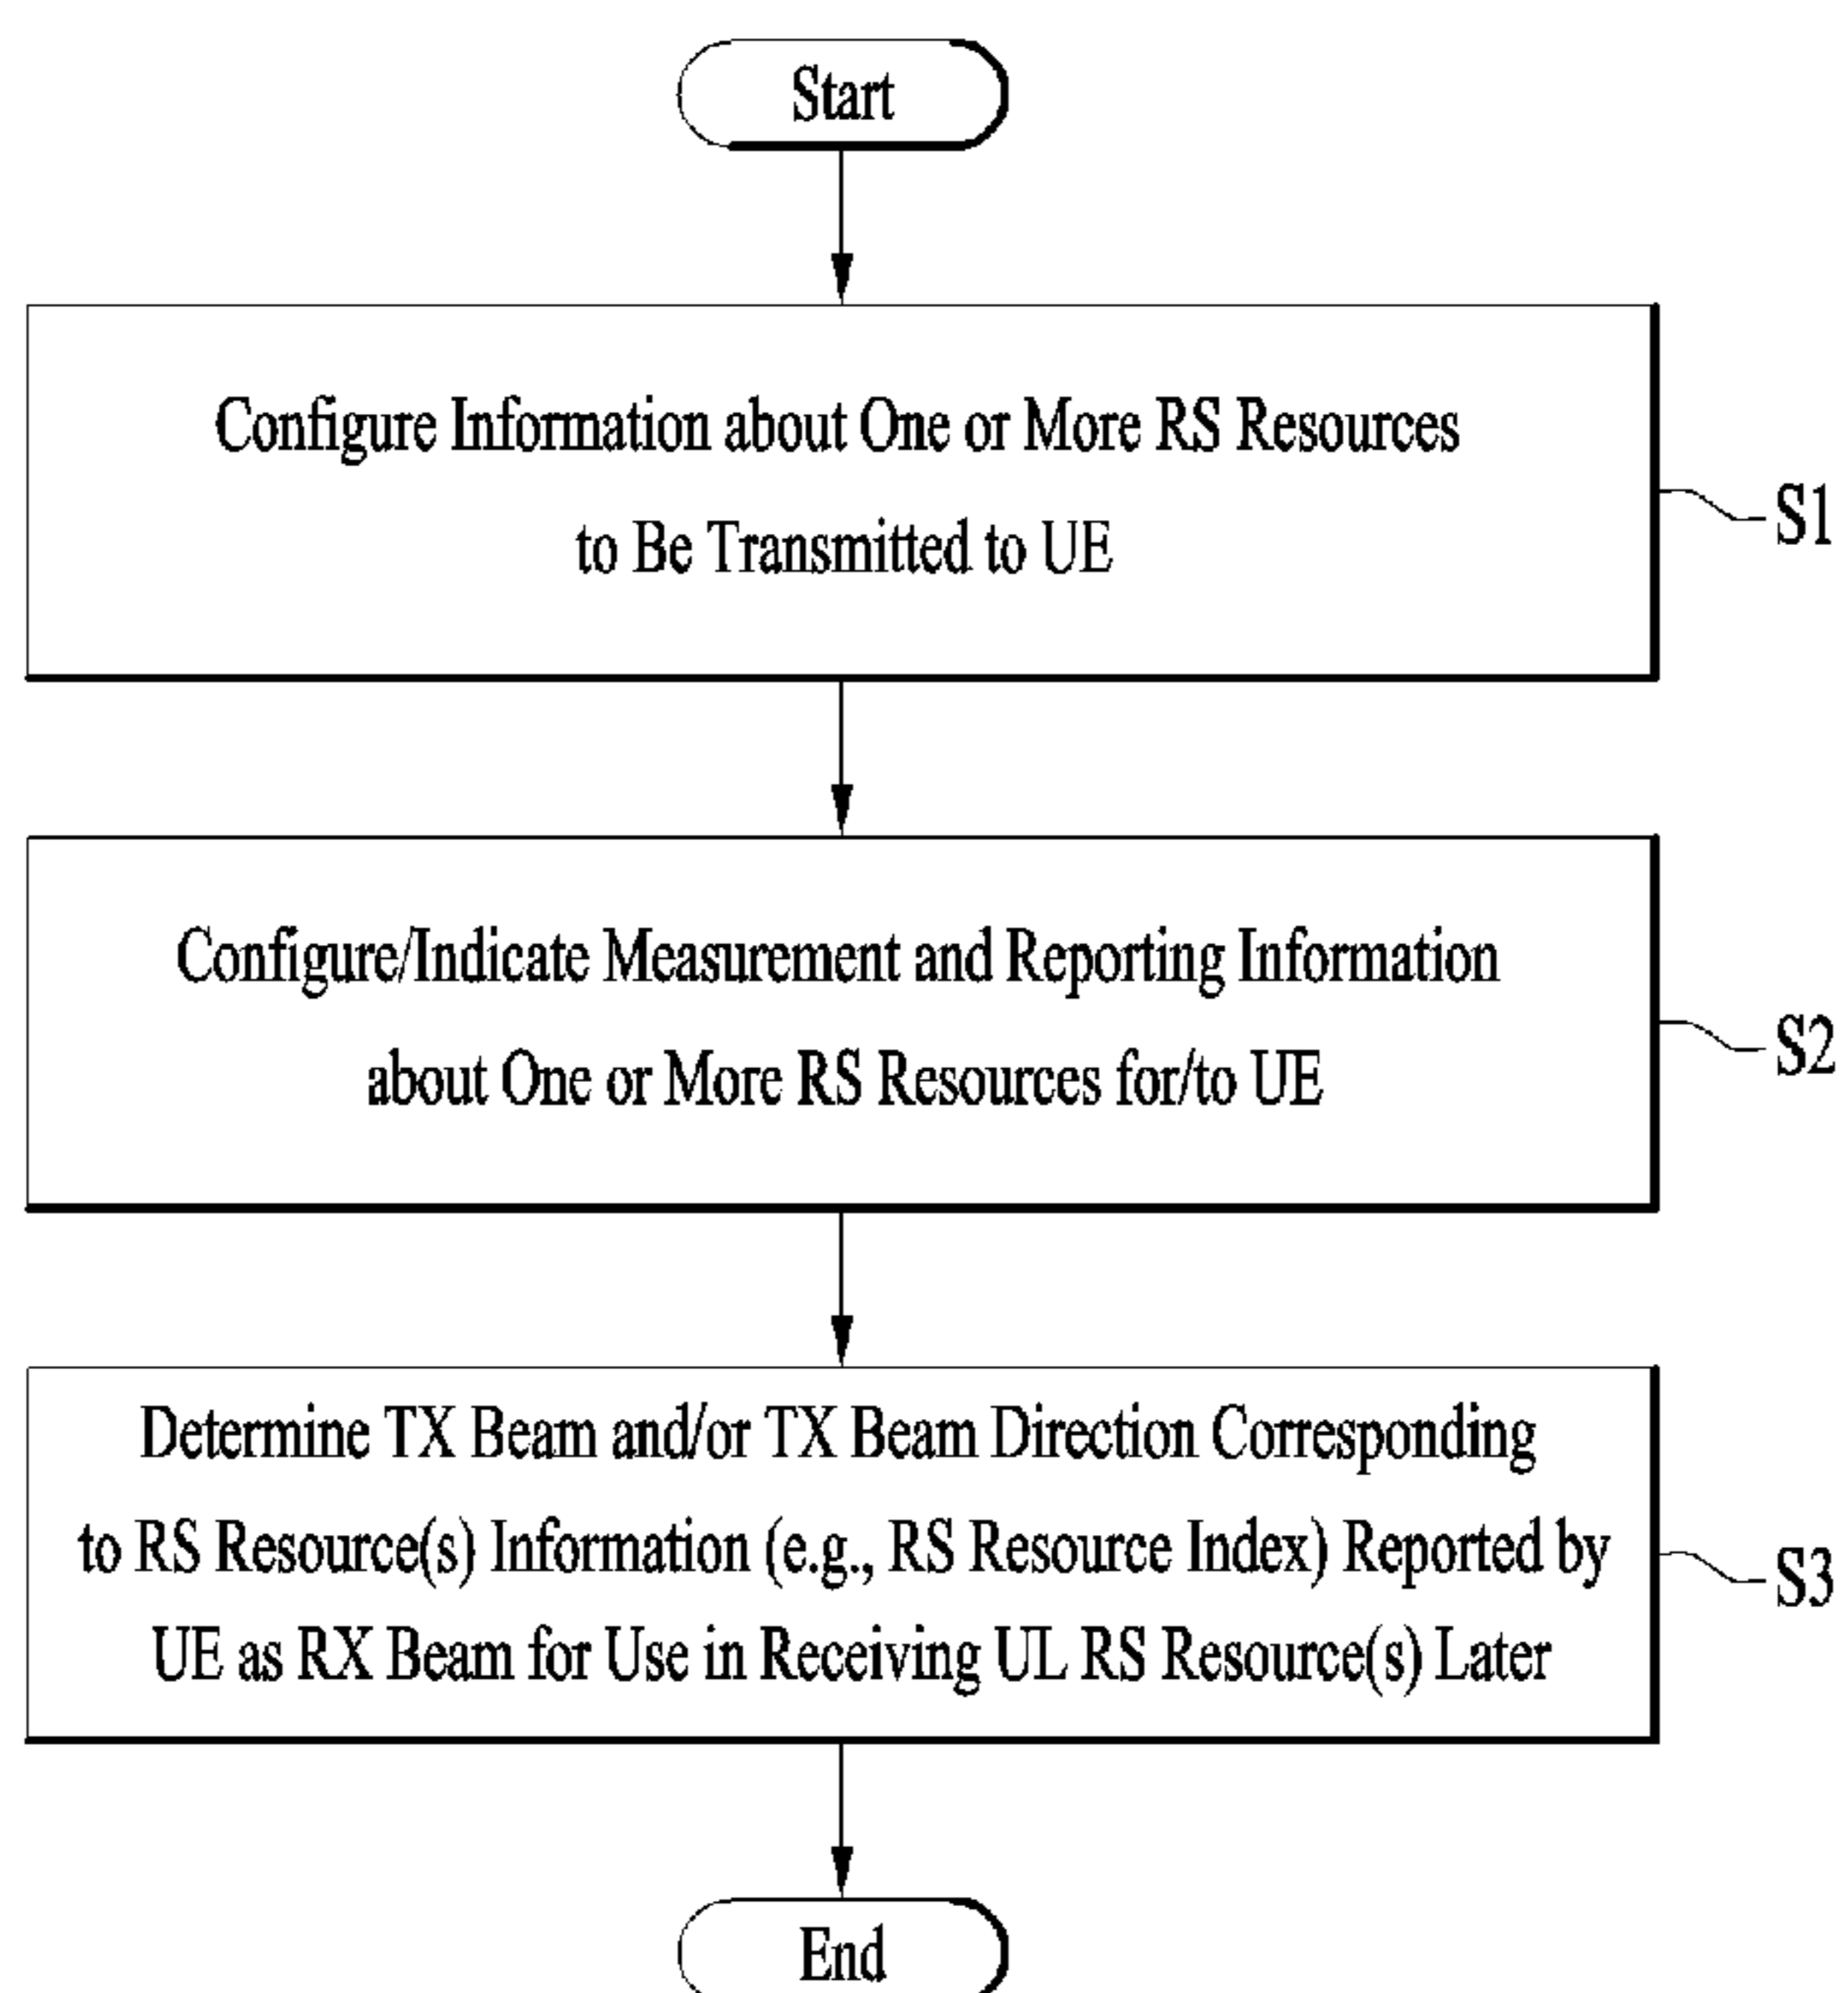 Start
Configure Information about One or More RS Resources
to Be Transmitted to UE
S1
Configure/Indicate Measurement and Reporting Information
about One or More RS Resources for/to UE
S2
Determine TX Beam and/or TX Beam Direction Corresponding
to RS Resource(s) Information (e.g., RS Resource Index) Reported by
UE as RX Beam for Use in Receiving UL RS Resource(s) Later
S3
End